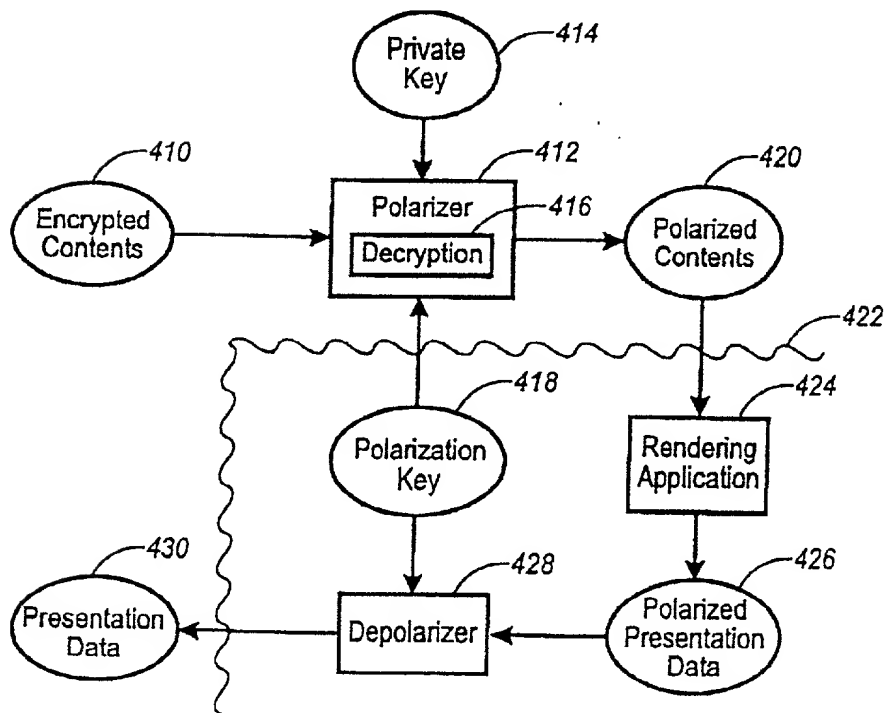 414
Private
Key
410
412
420
Encrypted
Contents
Polarizer
416
Decryption
Polarized
Contents
422
418
424
Polarization
Key
Rendering
Application
430
428
426
Presentation
Data
Depolarizer
Polarized
Presentation
Data